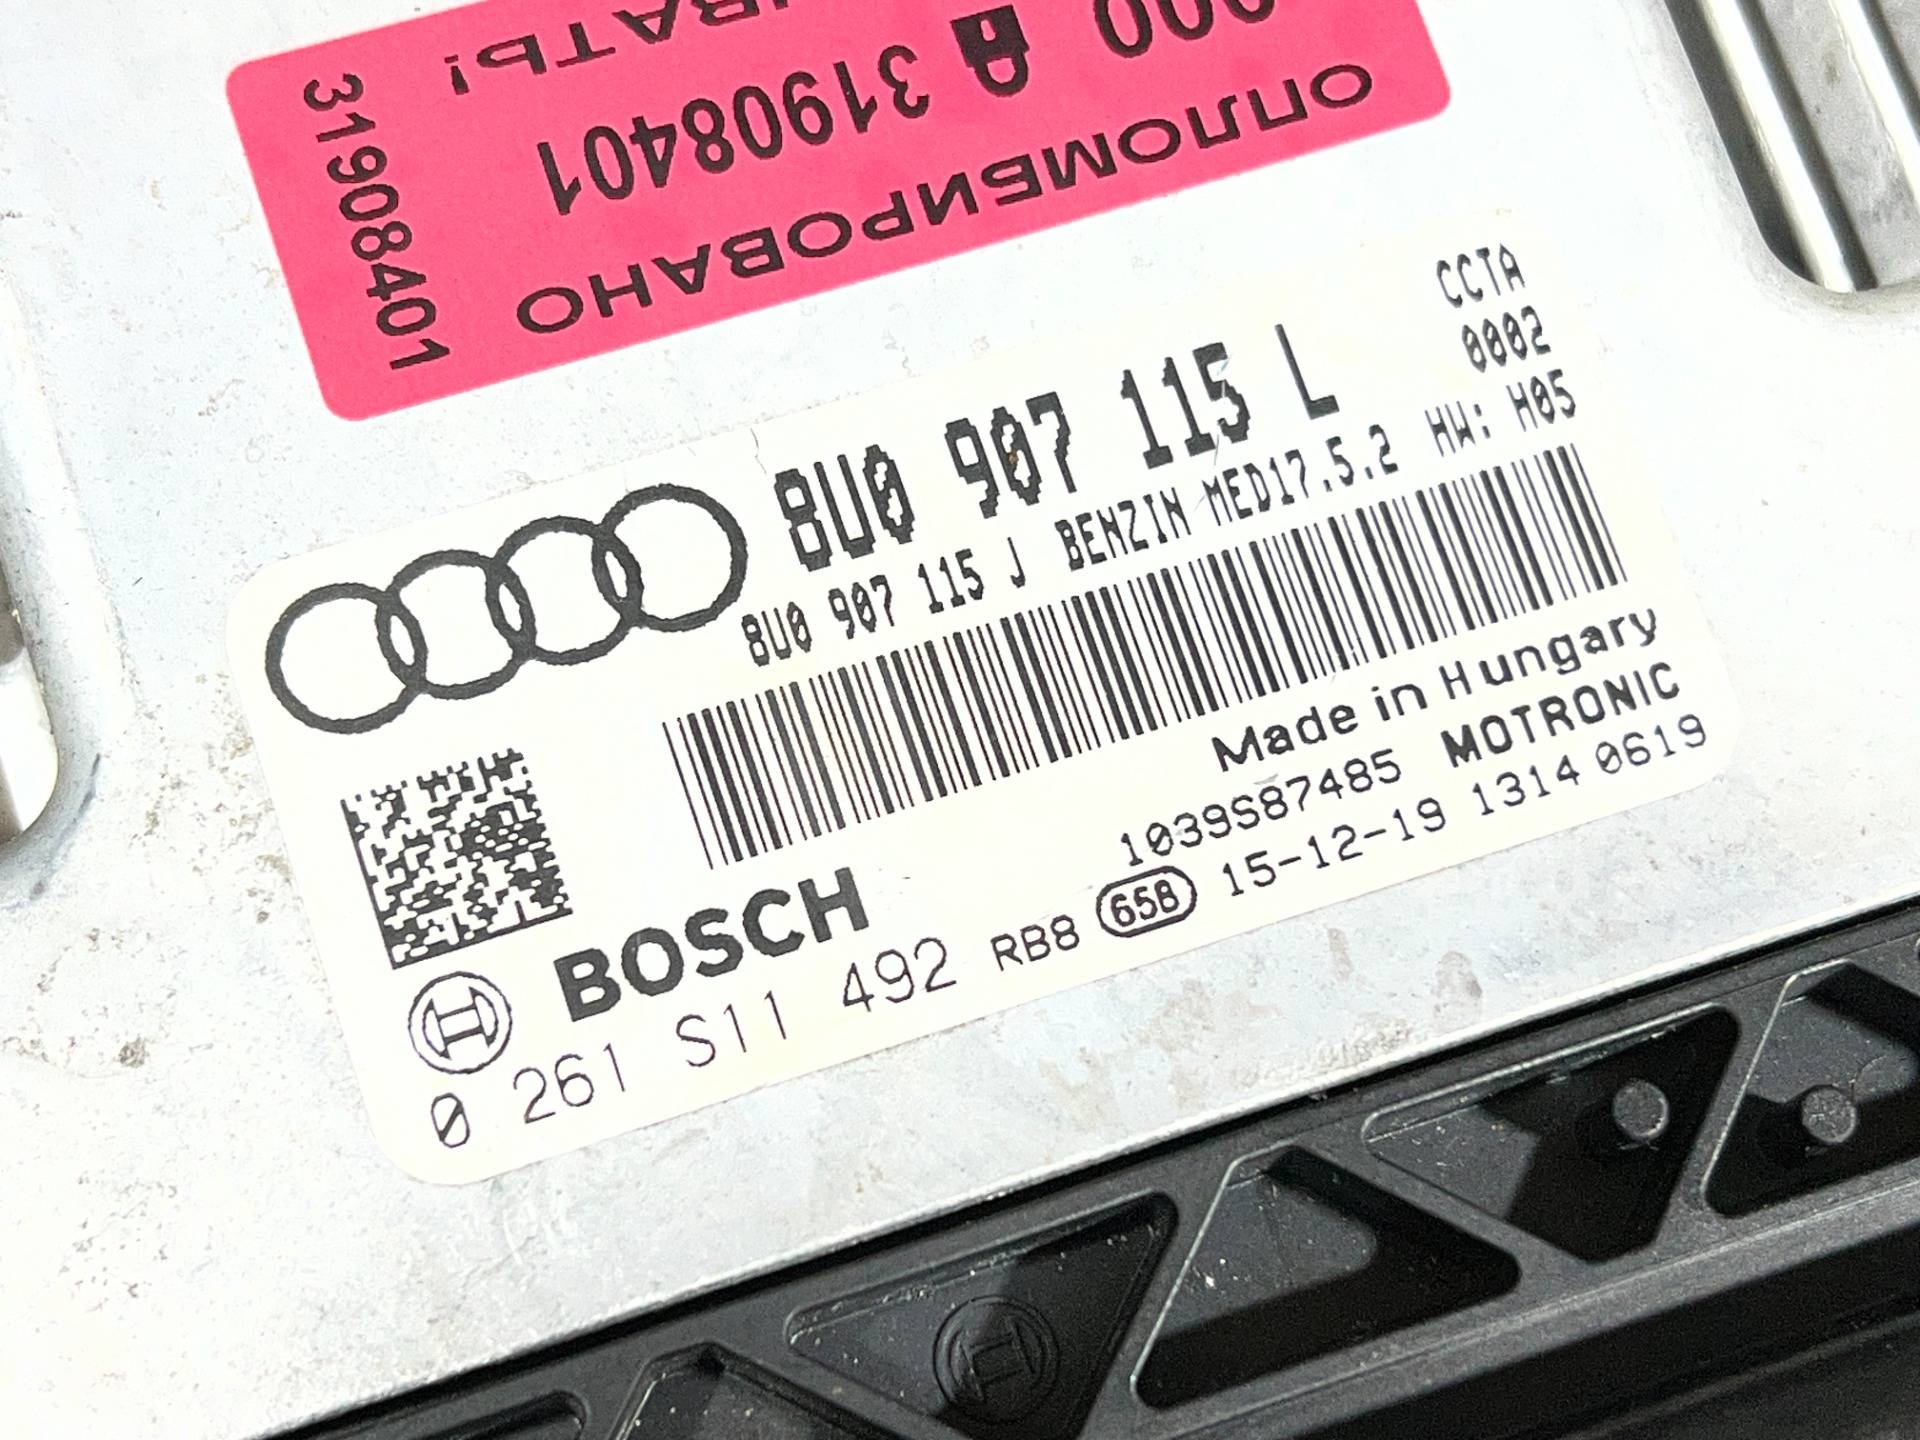 ОПЛОМБИРОВАНО
31908401
31908401
CCTA
0002
8U0 907 115 L
8U0 907 115 J BENZIN MED17.5.2 HW: H05
Made in Hungary
1039S87485 MOTRONIC
BOSCH
0 261 S11 492 RB8 658 15-12-19 1314 0619